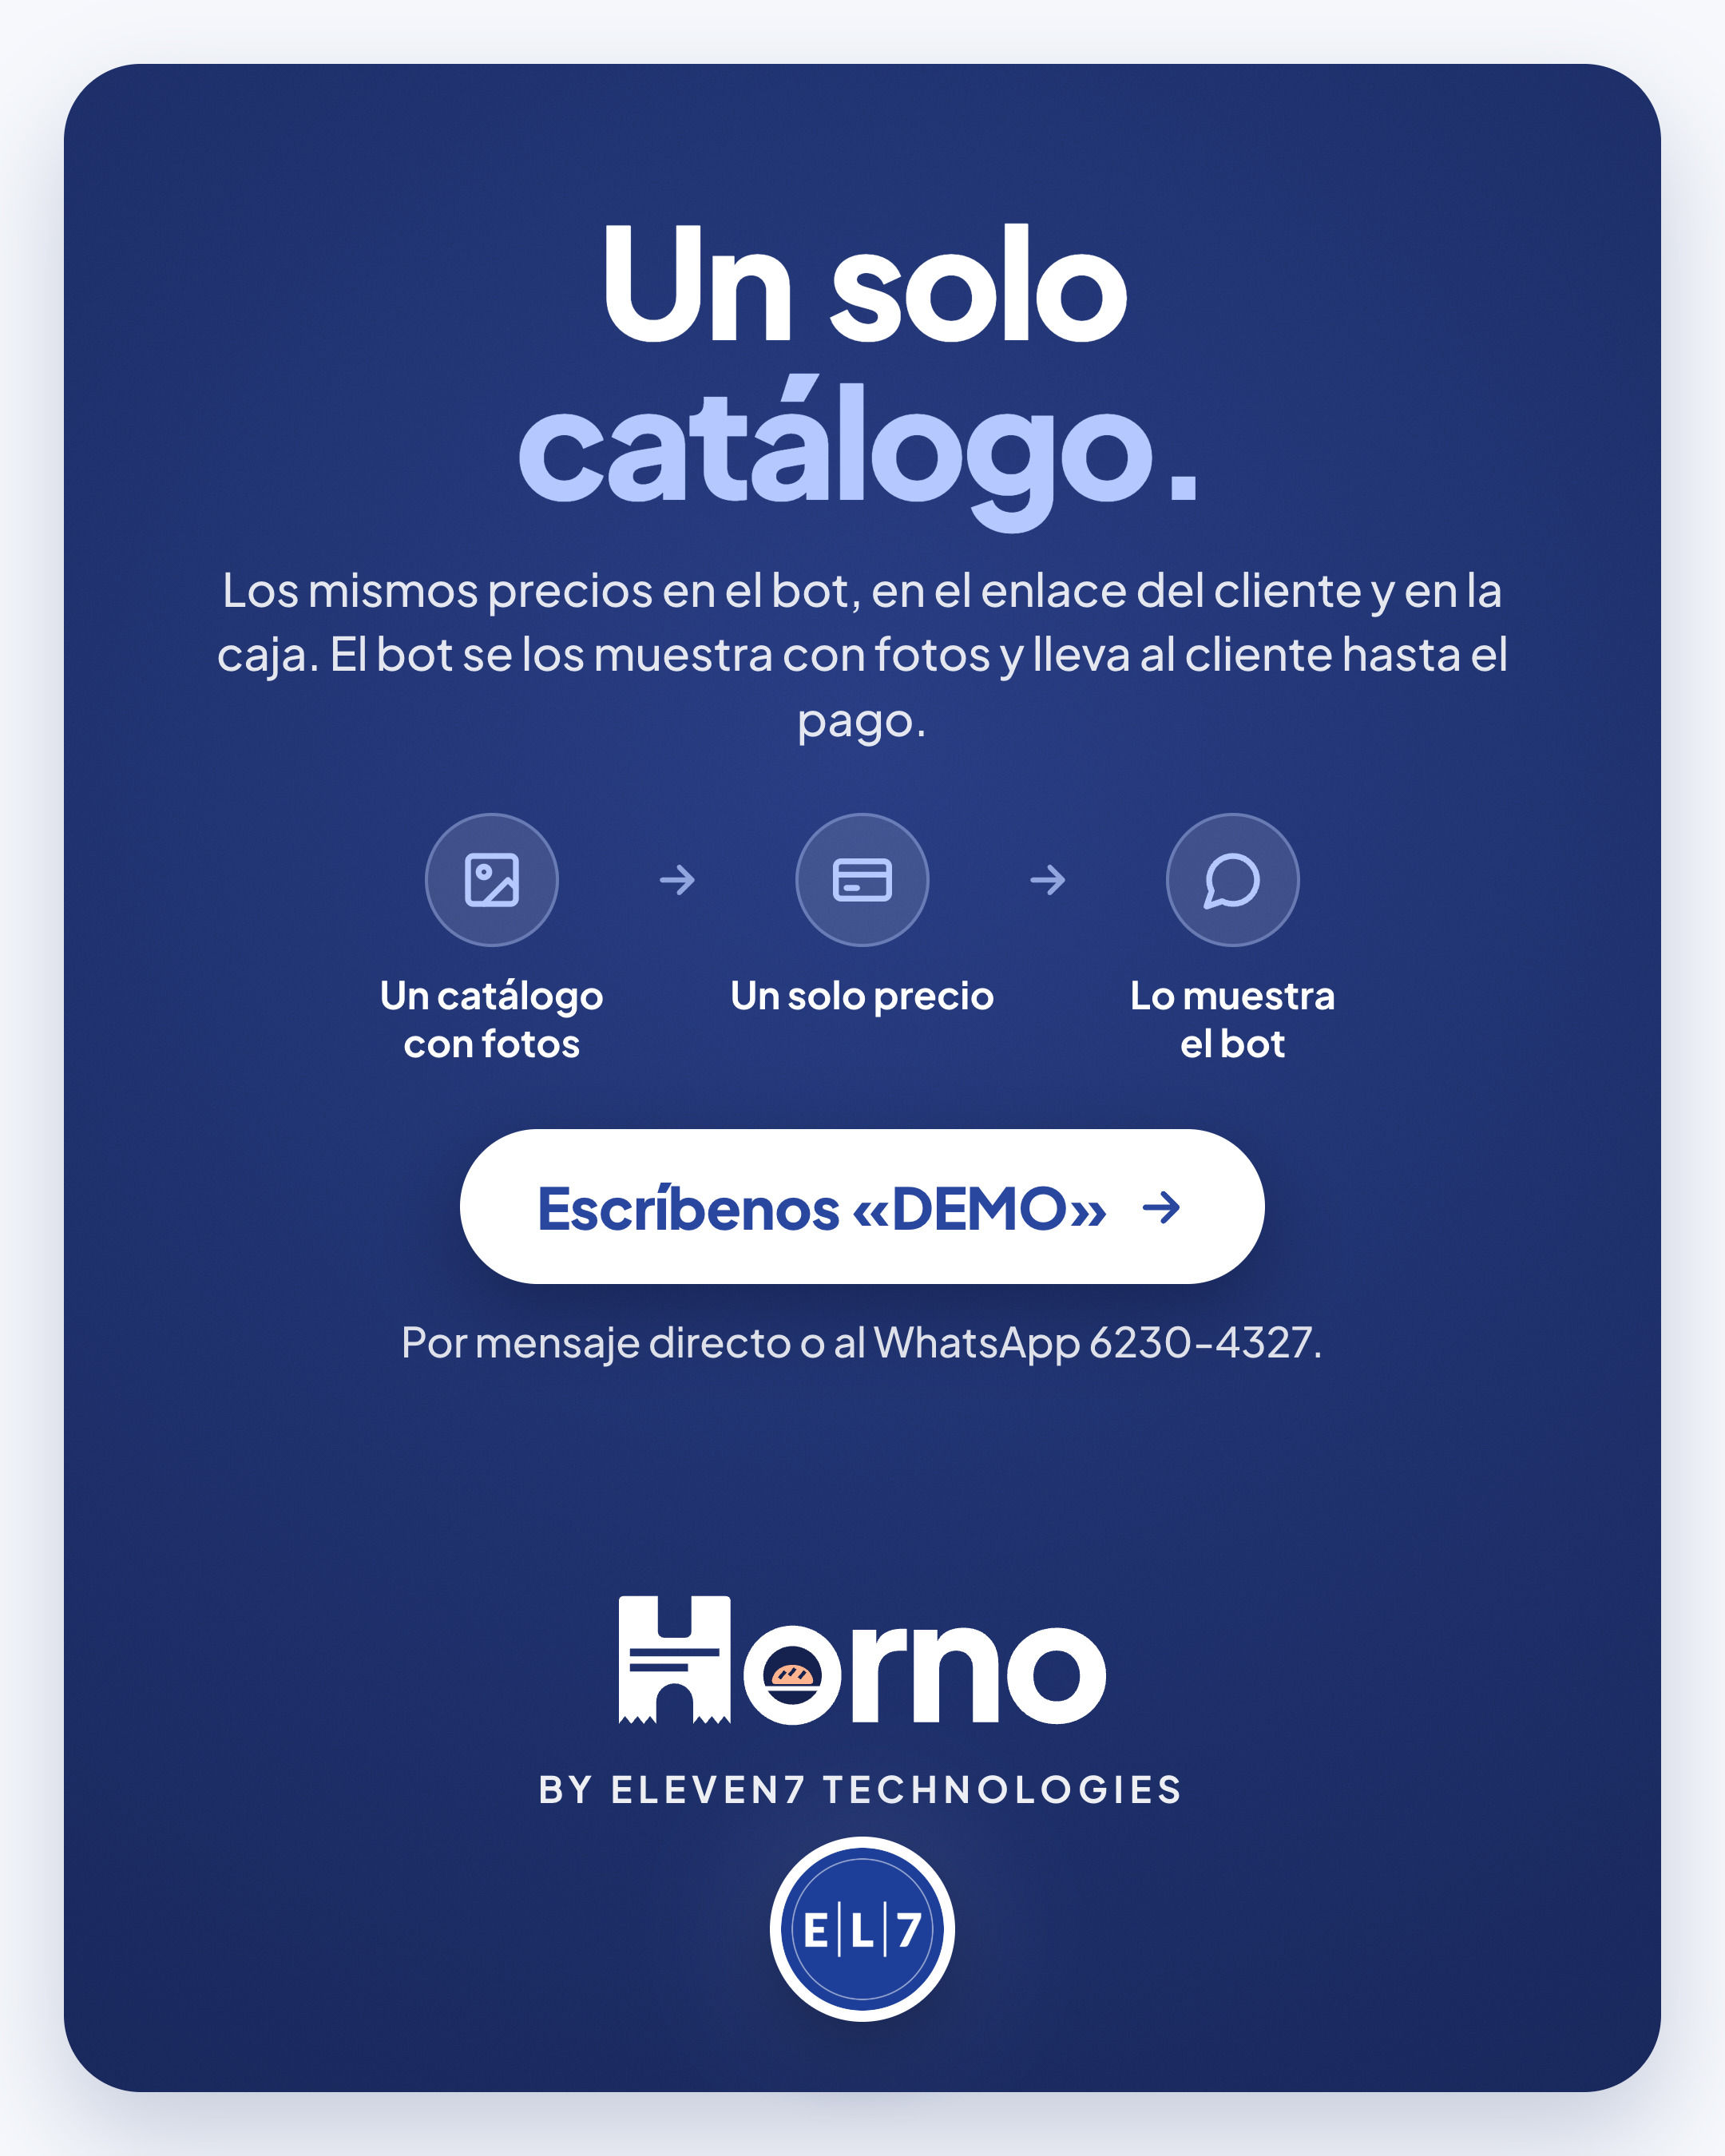 Un solo
catálogo.
Los mismos precios en el bot, en el enlace del cliente y en la
caja. El bot se los muestra con fotos y lleva al cliente hasta el
pago.
Un catálogo
con fotos
Un solo precio
Lo muestra
el bot
Escríbenos «DEMO»
Por mensaje directo o al WhatsApp 6230-4327.
Horno
BY ELEVEN7 TECHNOLOGIES
E|L|7